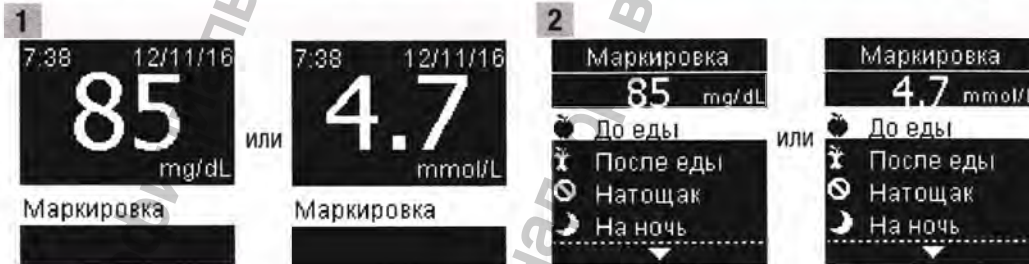 1
7:38 12/11/16
85
mg/dL
Маркировка
или
7:38 12/11/16
4.7
mmol/L
Маркировка
2
Маркировка
85 mg/dL
До еды
После еды
Натощак
На ночь
или
Маркировка
4.7 mmol/L
До еды
После еды
Натощак
На ночь